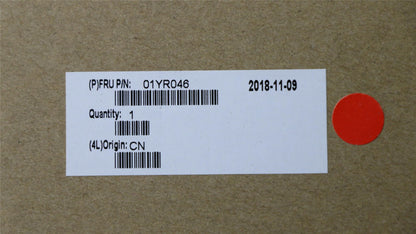 (P)FRU P/N: 01YR046 2018-11-09
Quantity: 1
(4L)Origin: CN